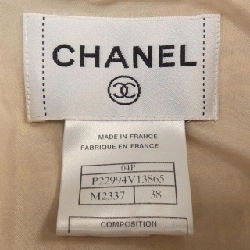 CHANEL
MADE IN FRANCE
FABRIQUE EN FRANCE
04P
P22994V13865
M2337 38
COMPOSITION